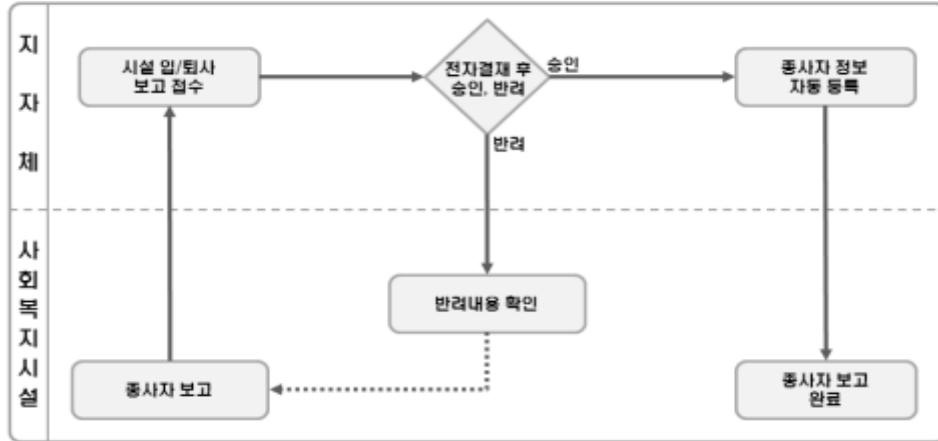 지
자
체
시설 입/퇴사
보고 접수
전자결재 후
승인, 반려
승인
종사자 정보
자동 등록
반려
사
회
복
지
시
설
반려내용 확인
종사자 보고
종사자 보고
완료